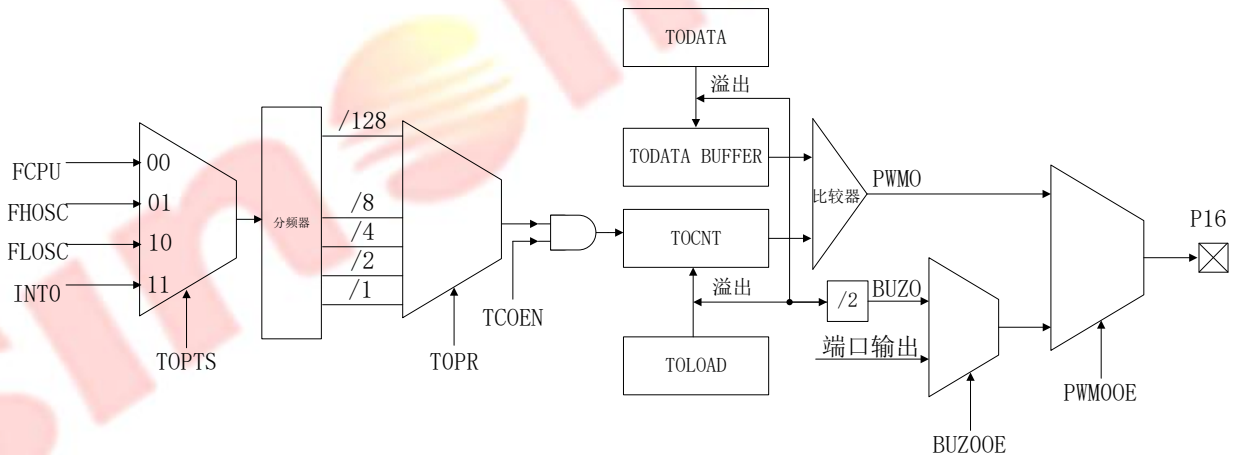 TODATA
溢出
TODATA BUFFER
FCPU
FHOSC
FLOSC
INTO
00
01
10
11
TOPTS
分频器
/128
/8
/4
/2
/1
TOPR
TCOEN
TOCNT
溢出
TOLOAD
比较器
PWMO
/2
BUZO
端口输出
BUZOOE
PWMOOE
P16